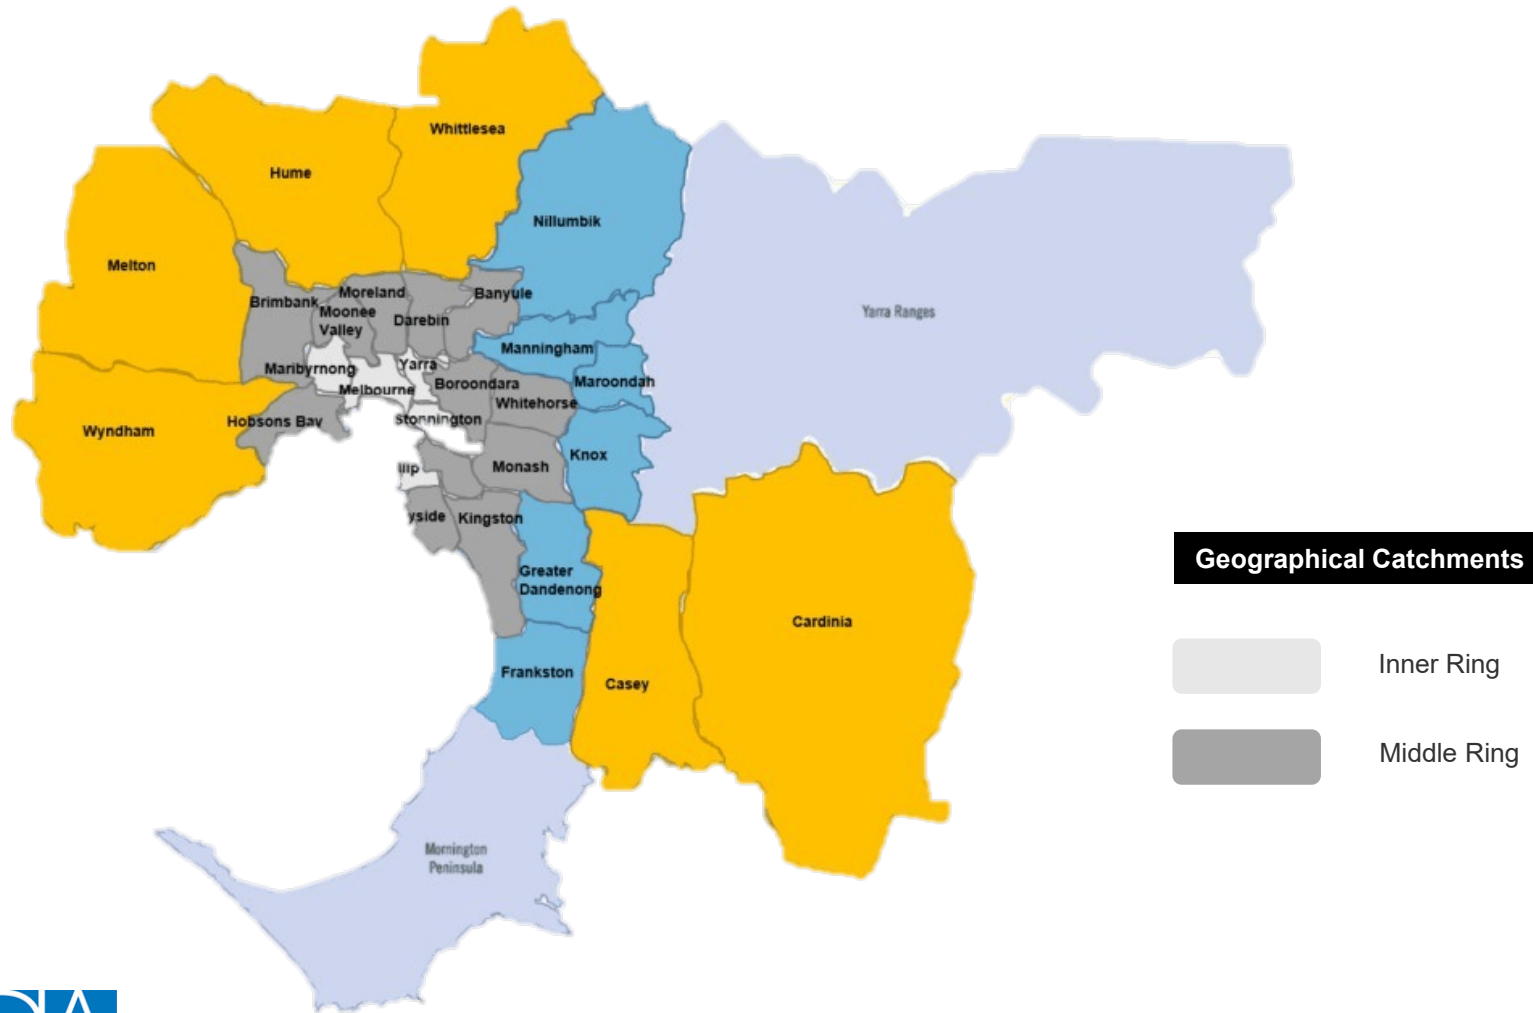 Whittlesea
Hume
Nillumbik
Melton
Brimbank
Moreland
Banyule
Moonee
Valley
Darebin
Yarra Ranges
Manningham
Maribyrnong
Yarra
Melbourne
Boroondara
Maroondah
Whitehorse
Wyndham
Hobsons Bay
Stonnington
Knox
llip
Monash
yside
Kingston
Greater
Dandenong
Cardinia
Frankston
Casey
Mornington
Peninsula
Geographical Catchments
Inner Ring
Middle Ring